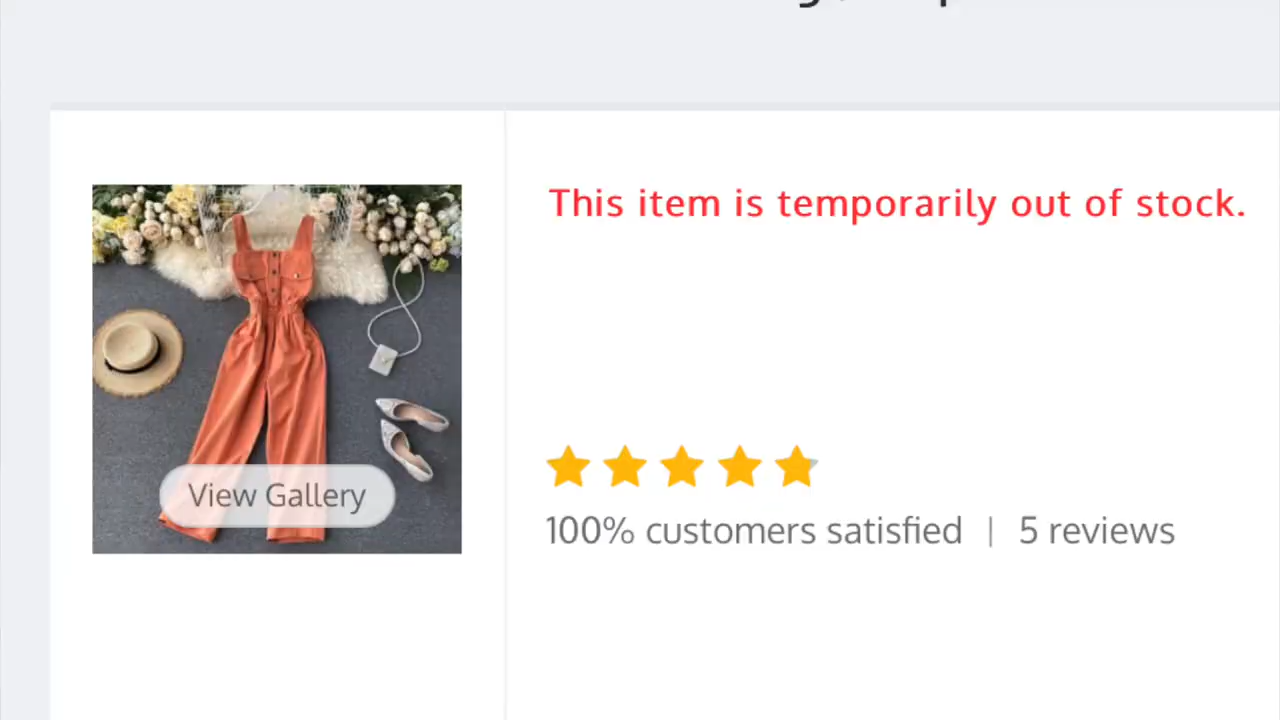 This item is temporarily out of stock.
View Gallery
100% customers satisfied | 5 reviews